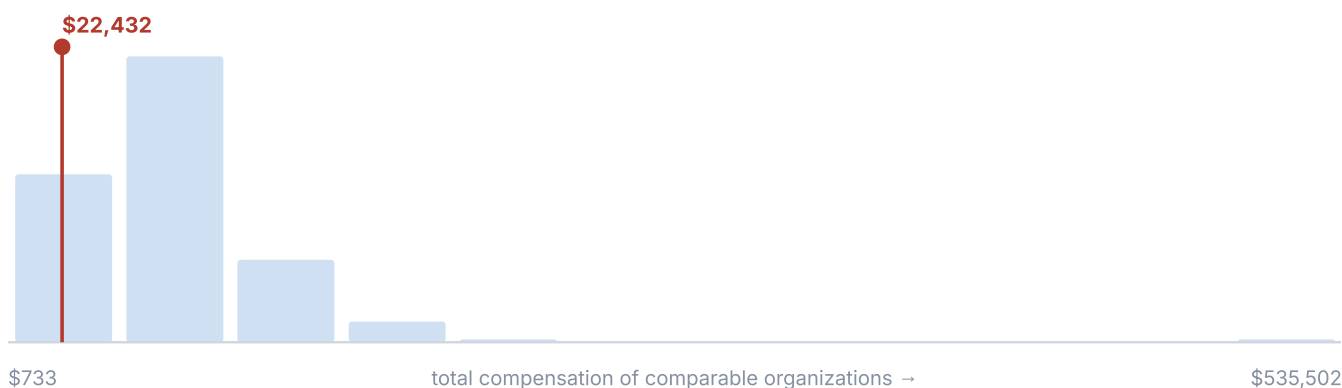 $22,432
$733
total compensation of comparable organizations →
$535,502